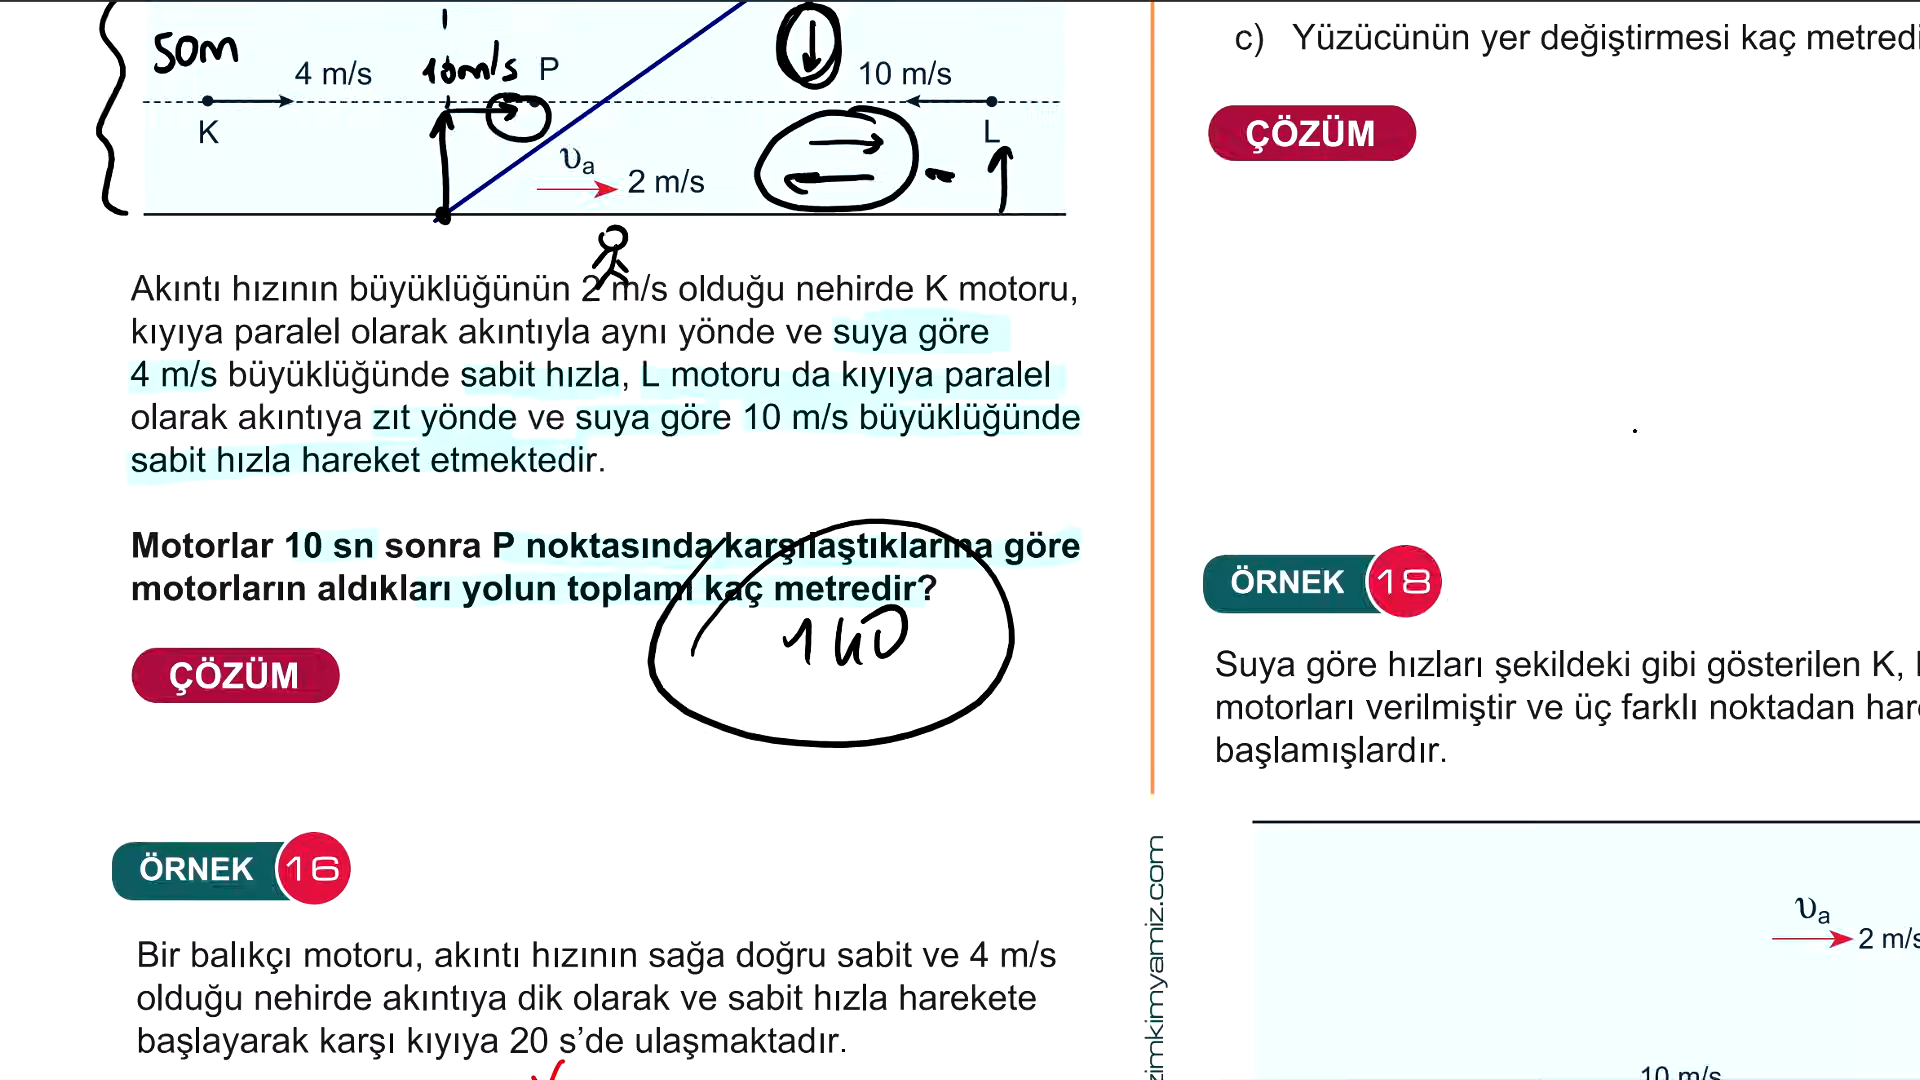 50m
4 m/s
10m/s
P
10 m/s
K
L
υa
2 m/s
Akıntı hızının büyüklüğünün 2 m/s olduğu nehirde K motoru,
kıyıya paralel olarak akıntıyla aynı yönde ve suya göre
4 m/s büyüklüğünde sabit hızla, L motoru da kıyıya paralel
olarak akıntıya zıt yönde ve suya göre 10 m/s büyüklüğünde
sabit hızla hareket etmektedir.
Motorlar 10 sn sonra P noktasında karşılaştıklarına göre
motorların aldıkları yolun toplamı kaç metredir?
140
ÇÖZÜM
ÖRNEK 16
Bir balıkçı motoru, akıntı hızının sağa doğru sabit ve 4 m/s
olduğu nehirde akıntıya dik olarak ve sabit hızla harekete
başlayarak karşı kıyıya 20 s’de ulaşmaktadır.
zimkimyamiz.com
c) Yüzücünün yer değiştirmesi kaç metredi
ÇÖZÜM
ÖRNEK 18
Suya göre hızları şekildeki gibi gösterilen K,
motorları verilmiştir ve üç farklı noktadan har
başlamışlardır.
υa
2 m/s
10 m/s